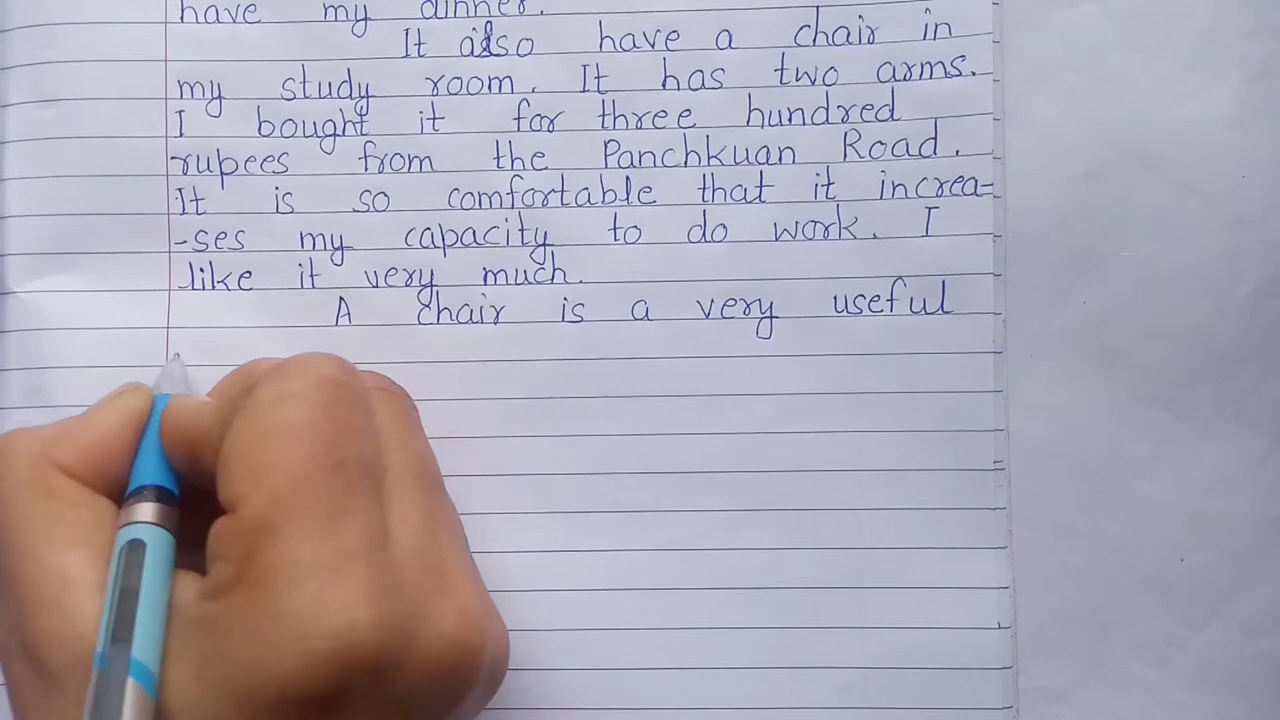 have my dinner.
It also have a chair in
my study room. It has two arms.
I bought it for three hundred
rupees from the Panchkuan Road.
It is so comfortable that it increa=
-ses my capacity to do work. I
like it very much.
A chair is a very useful